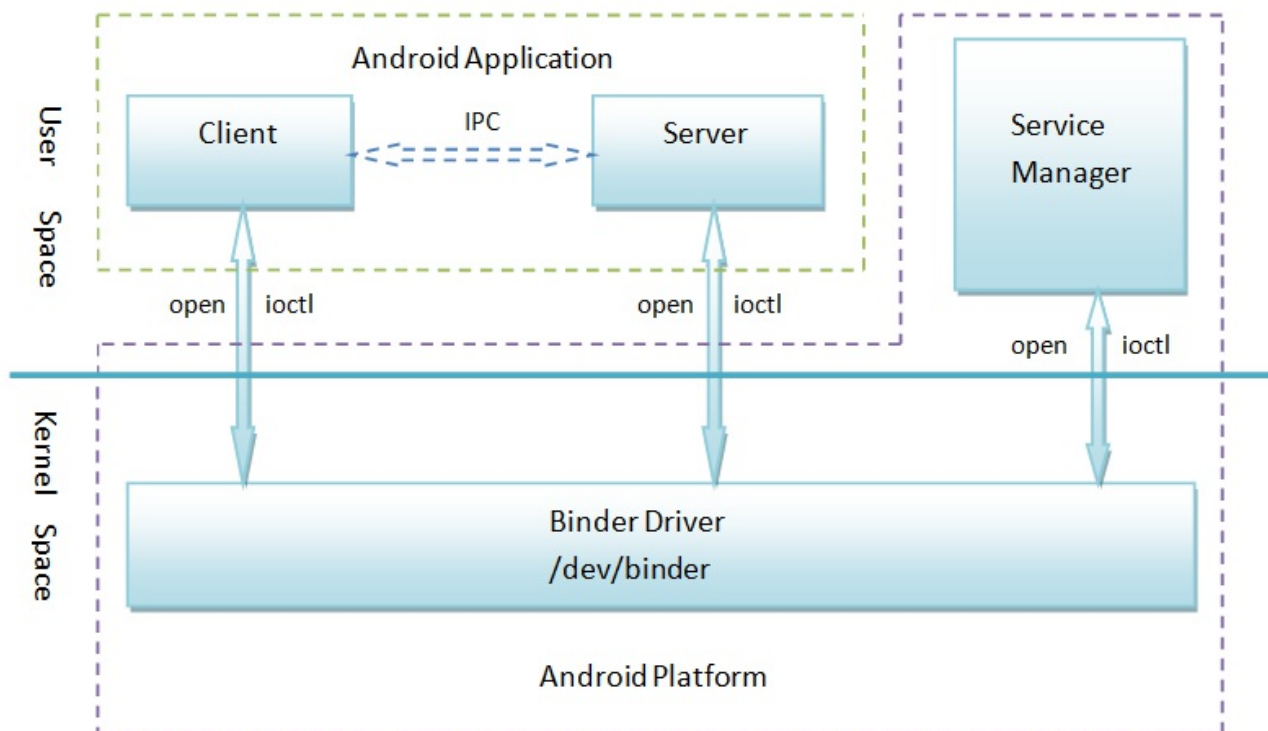 Android Application
Client
IPC
Server
Service
Manager
User Space
open ioctl
open ioctl
open ioctl
Kernel Space
Binder Driver
/dev/binder
Android Platform